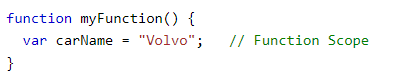 function myFunction() {
  var carName = "Volvo";   // Function Scope
}